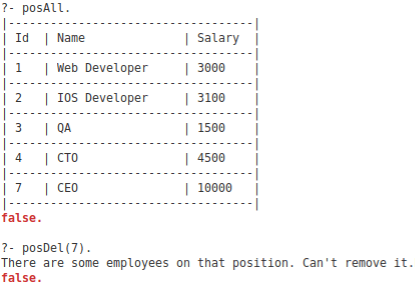 ?- posAll.
|-----------------------------------|
| Id  | Name              | Salary  |
|-----------------------------------|
| 1   | Web Developer     | 3000    |
|-----------------------------------|
| 2   | IOS Developer     | 3100    |
|-----------------------------------|
| 3   | QA                | 1500    |
|-----------------------------------|
| 4   | CTO               | 4500    |
|-----------------------------------|
| 7   | CEO               | 10000   |
|-----------------------------------|
false.

?- posDel(7).
There are some employees on that position. Can't remove it.
false.